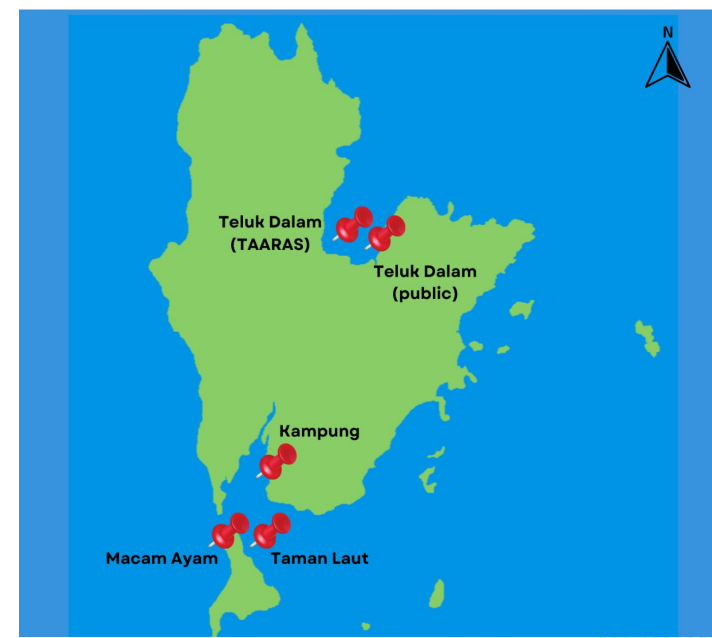 N
Teluk Dalam
(TAARAS)
Teluk Dalam
(public)
Kampung
Macam Ayam
Taman Laut